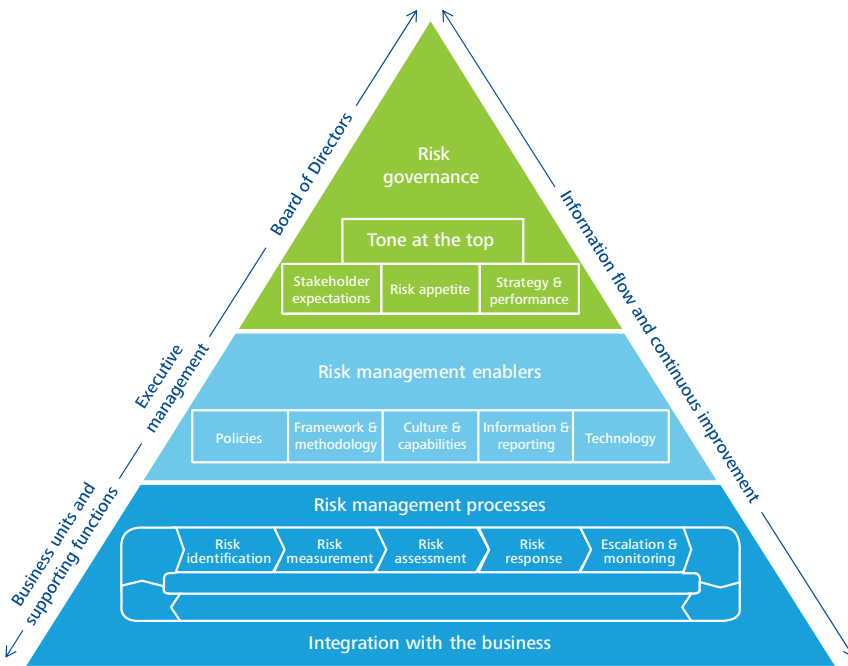 Risk
governance
Tone at the top
Stakeholder
expectations
Risk appetite
Strategy &
performance
Risk management enablers
Policies
Framework &
methodology
Culture &
capabilities
Information &
reporting
Technology
Risk management processes
Risk
identification
Risk
measurement
Risk
assessment
Risk
response
Escalation &
monitoring
Integration with the business
Board of Directors
Executive
management
Business units and
supporting functions
Information flow and continuous improvement